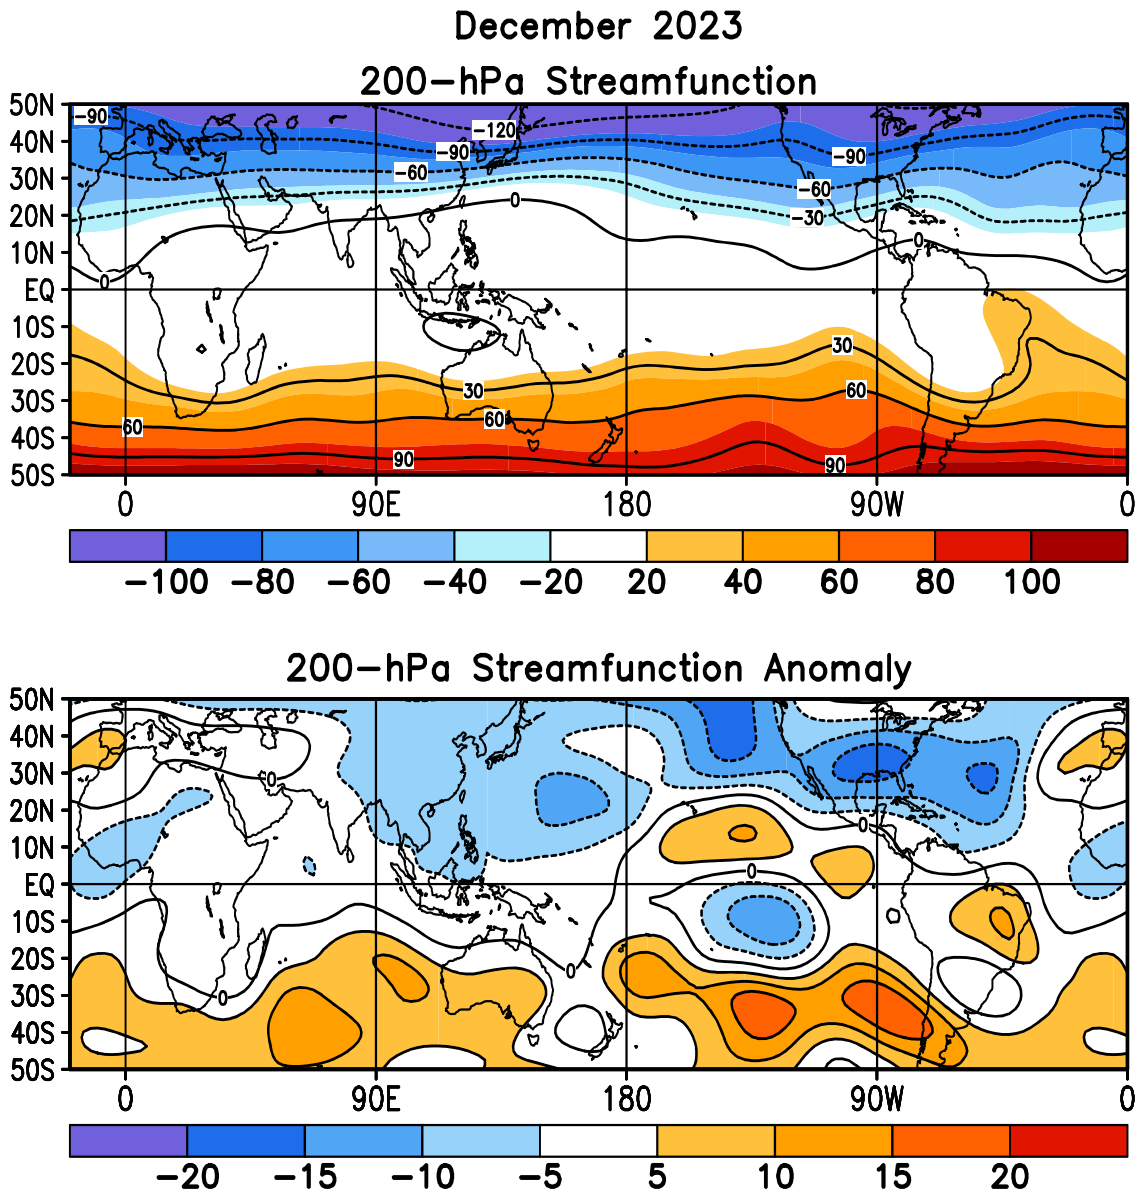 December 2023
200-hPa Streamfunction
50N
40N
30N
20N
10N
EQ
10S
20S
30S
40S
50S
-90
-120
-90
-90
-60
-60
-30
0
0
0
30
30
60
60
60
90
90
0 90E 180 90W 0
-100 -80 -60 -40 -20 20 40 60 80 100
200-hPa Streamfunction Anomaly
50N
40N
30N
20N
10N
EQ
10S
20S
30S
40S
50S
0
0
0
0
0
0 90E 180 90W 0
-20 -15 -10 -5 5 10 15 20